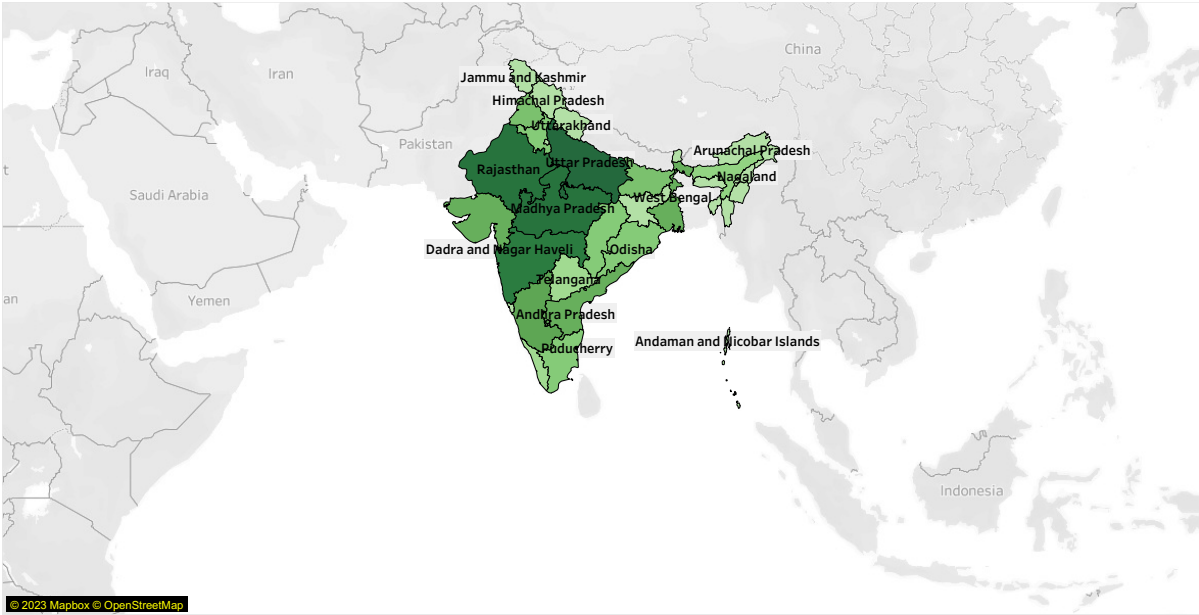 China
Iraq
Iran
Jammu and Kashmir
Himachal Pradesh
Uttarakhand
Pakistan
Arunachal Pradesh
Uttar Pradesh
Rajasthan
Nagaland
Saudi Arabia
West Bengal
Madhya Pradesh
Dadra and Nagar Haveli
Odisha
Telangana
an
Yemen
Andhra Pradesh
Andaman and Nicobar Islands
Puducherry
Indonesia
© 2023 Mapbox © OpenStreetMap